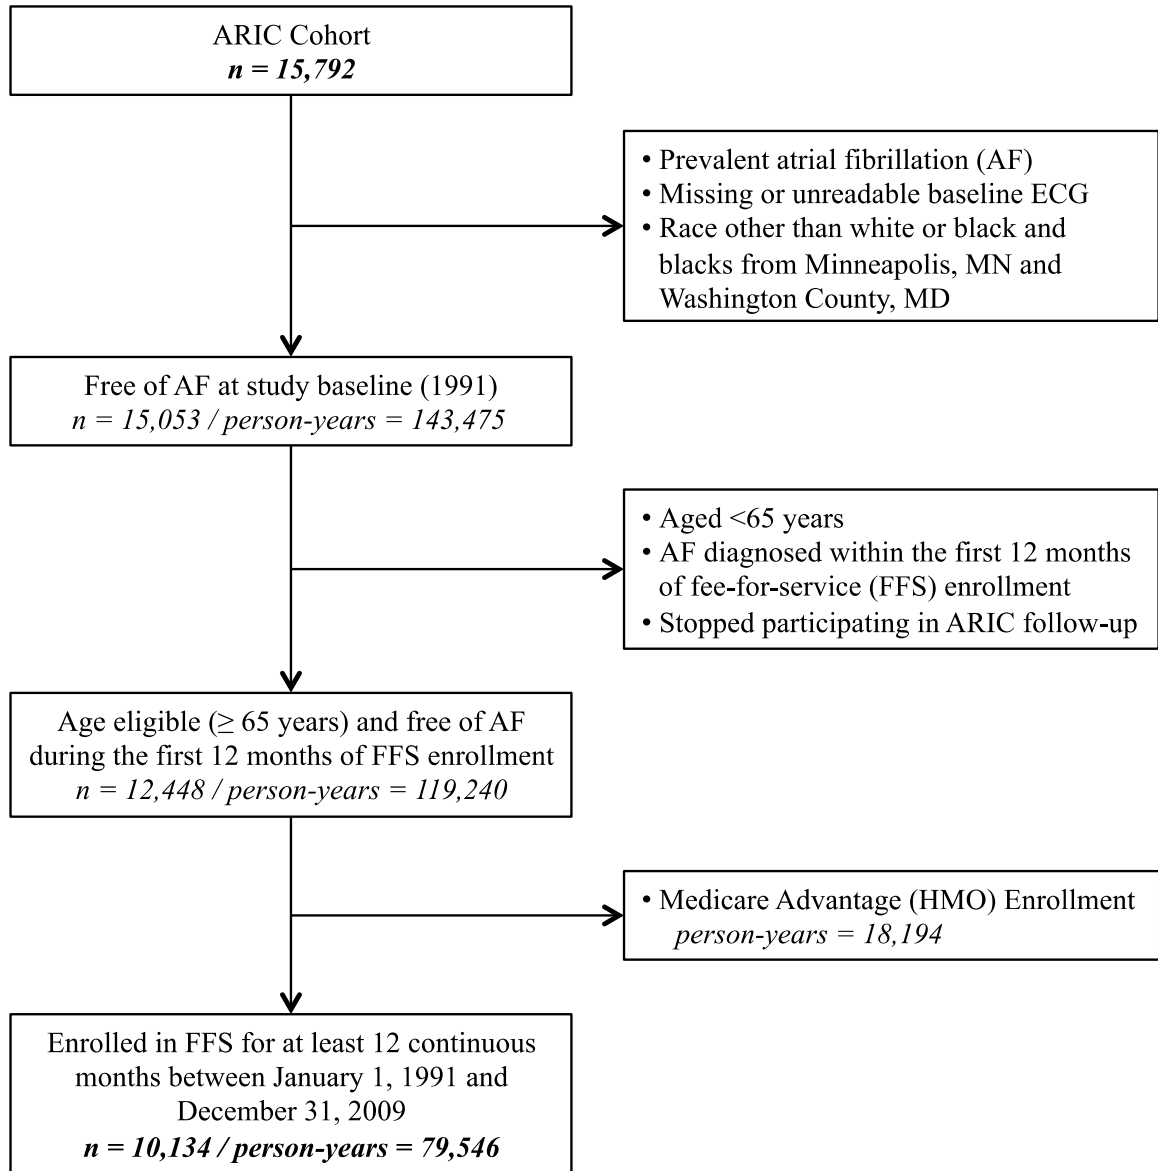 ARIC Cohort
n = 15,792
• Prevalent atrial fibrillation (AF)
• Missing or unreadable baseline ECG
• Race other than white or black and
blacks from Minneapolis, MN and
Washington County, MD
Free of AF at study baseline (1991)
n = 15,053 / person-years = 143,475
• Aged <65 years
• AF diagnosed within the first 12 months
of fee-for-service (FFS) enrollment
• Stopped participating in ARIC follow-up
Age eligible (≥ 65 years) and free of AF
during the first 12 months of FFS enrollment
n = 12,448 / person-years = 119,240
• Medicare Advantage (HMO) Enrollment
person-years = 18,194
Enrolled in FFS for at least 12 continuous
months between January 1, 1991 and
December 31, 2009
n = 10,134 / person-years = 79,546